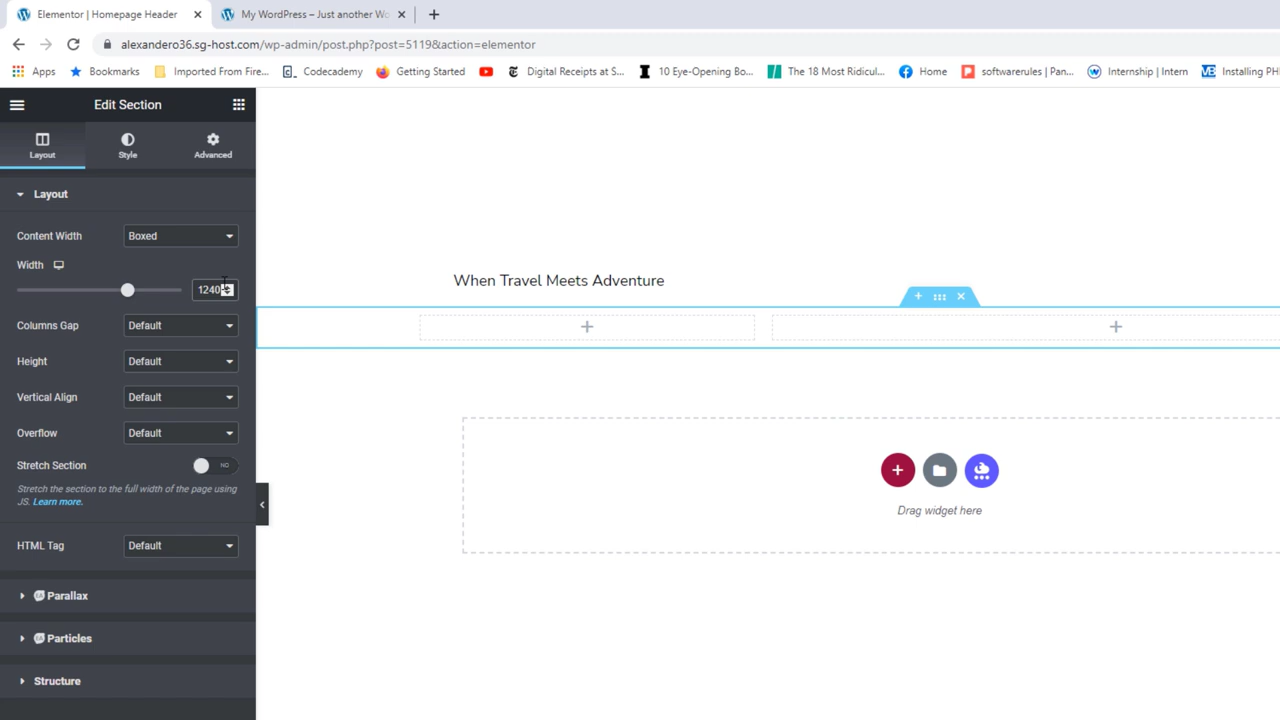 Elementor | Homepage Header
My WordPress – Just another Wo
alexandero36.sg-host.com/wp-admin/post.php?post=5119&action=elementor
Apps Bookmarks Imported From Fire... Codecademy Getting Started Digital Receipts at S... 10 Eye-Opening Bo... The 18 Most Ridicul... Home softwarerules | Pan... Internship | Intern Installing PH
Edit Section
Layout Style Advanced
Layout
Content Width Boxed
Width
1240
Columns Gap Default
Height Default
Vertical Align Default
Overflow Default
Stretch Section NO
Stretch the section to the full width of the page using
JS. Learn more.
HTML Tag Default
Parallax
Particles
Structure
When Travel Meets Adventure
Drag widget here